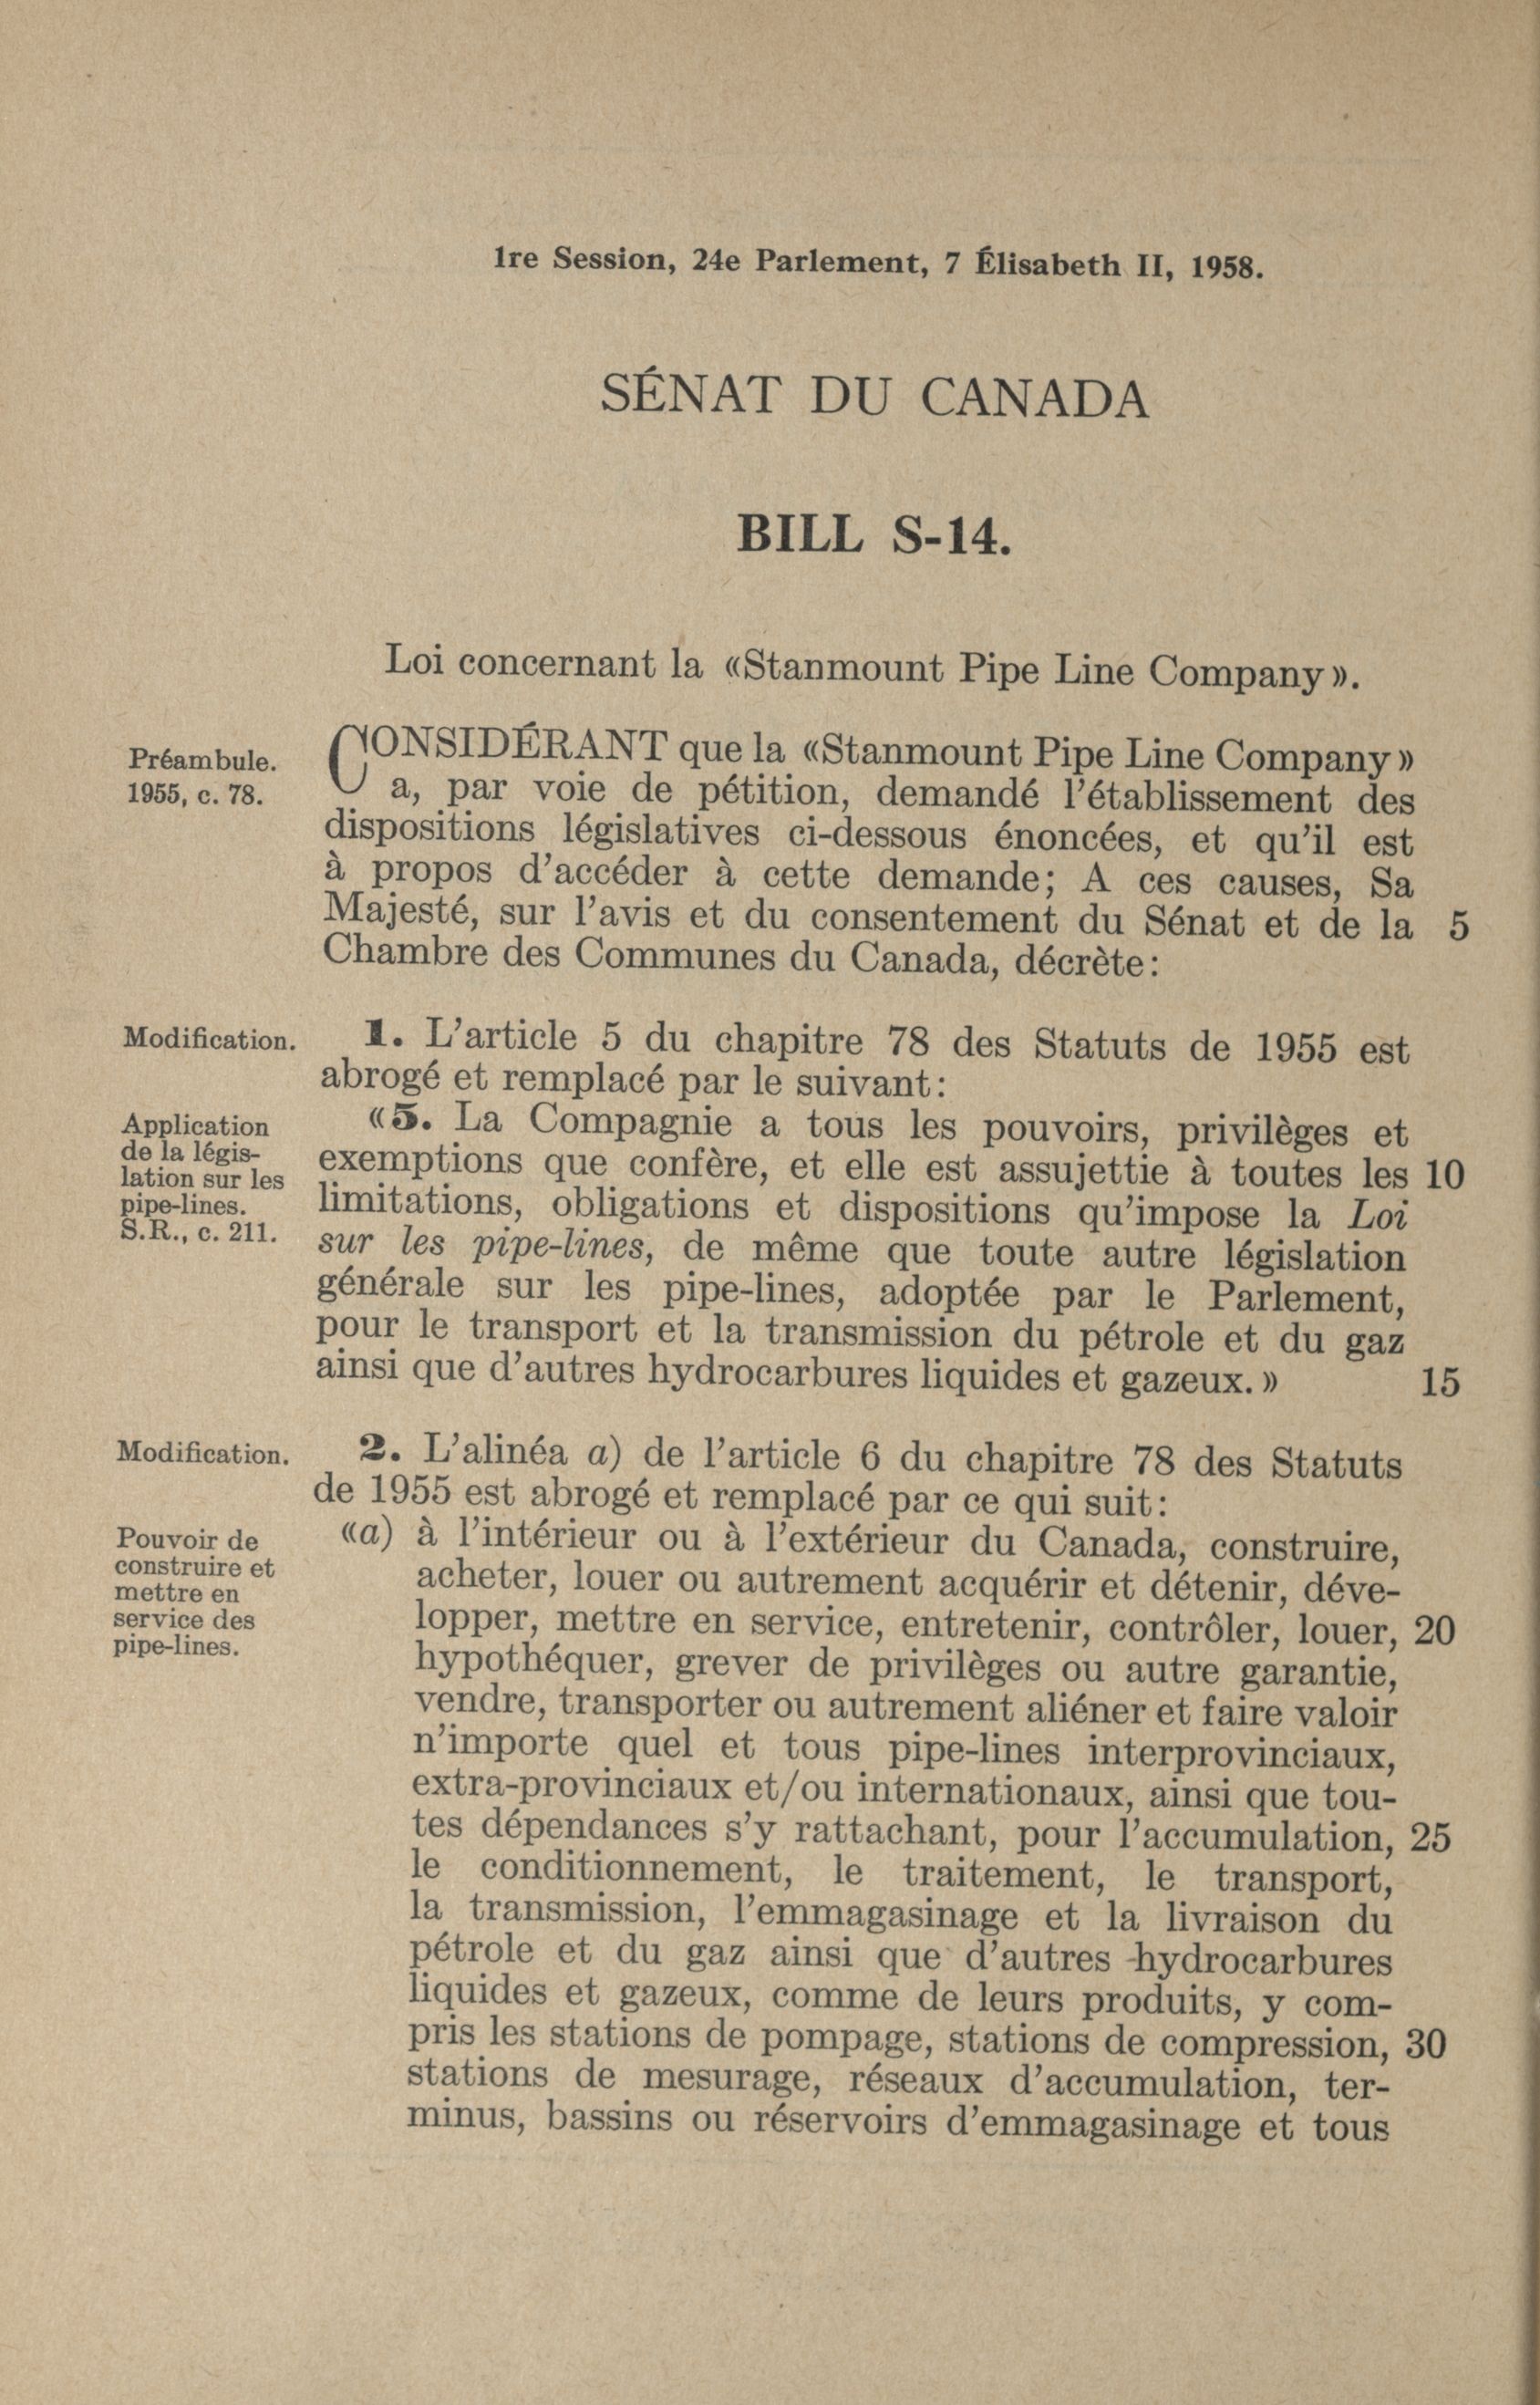 1re Session, 24e Parlement, 7 Élisabeth II, 1958.
SÉNAT DU CANADA
BILL S-14.
Loi concernant la «Stanmount Pipe Line Company».
Préambule.
1955, c. 78.
CONSIDÉRANT que la «Stanmount Pipe Line Company»
a, par voie de pétition, demandé l'établissement des
dispositions législatives ci-dessous énoncées, et qu'il est
à propos d'accéder à cette demande; A ces causes, Sa
Majesté, sur l'avis et du consentement du Sénat et de la 5
Chambre des Communes du Canada, décrète:
Modification.
1. L'article 5 du chapitre 78 des Statuts de 1955 est
abrogé et remplacé par le suivant:
Application
de la légis-
lation sur les
pipe-lines.
S.R., c. 211.
«5. La Compagnie a tous les pouvoirs, privilèges et
exemptions que confère, et elle est assujettie à toutes les 10
limitations, obligations et dispositions qu'impose la Loi
sur les pipe-lines, de même que toute autre législation
générale sur les pipe-lines, adoptée par le Parlement,
pour le transport et la transmission du pétrole et du gaz
ainsi que d'autres hydrocarbures liquides et gazeux.» 15
Modification.
2. L'alinéa a) de l'article 6 du chapitre 78 des Statuts
de 1955 est abrogé et remplacé par ce qui suit:
Pouvoir de
construire et
mettre en
service des
pipe-lines.
«a) à l'intérieur ou à l'extérieur du Canada, construire,
acheter, louer ou autrement acquérir et détenir, déve-
lopper, mettre en service, entretenir, contrôler, louer, 20
hypothéquer, grever de privilèges ou autre garantie,
vendre, transporter ou autrement aliéner et faire valoir
n'importe quel et tous pipe-lines interprovinciaux,
extra-provinciaux et/ou internationaux, ainsi que tou-
tes dépendances s'y rattachant, pour l'accumulation, 25
le conditionnement, le traitement, le transport,
la transmission, l'emmagasinage et la livraison du
pétrole et du gaz ainsi que d'autres hydrocarbures
liquides et gazeux, comme de leurs produits, y com-
pris les stations de pompage, stations de compression, 30
stations de mesurage, réseaux d'accumulation, ter-
minus, bassins ou réservoirs d'emmagasinage et tous